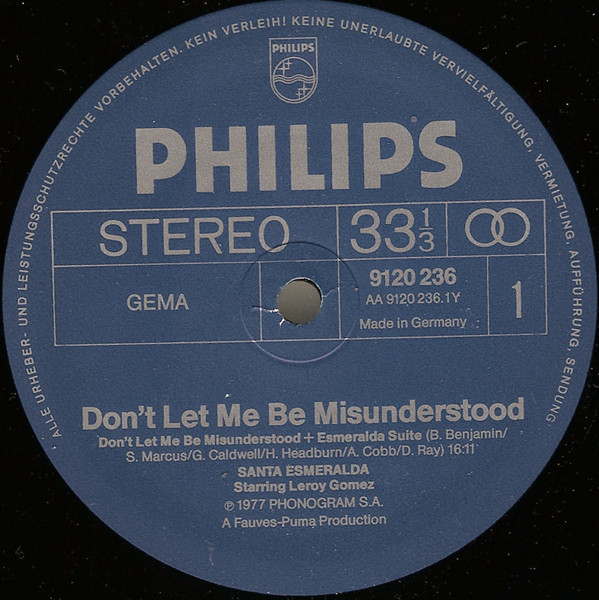 ALLE URHEBER- UND LEISTUNGSSCHUTZRECHTE VORBEHALTEN. KEIN VERLEIH! KEINE UNERLAUBTE VERVIELFÄLTIGUNG, VERMIETUNG, AUFFÜHRUNG, SENDUNG
PHILIPS
PHILIPS
STEREO
33 1/3
GEMA
9120 236
AA 9120 236.1Y
Made in Germany
1
Don't Let Me Be Misunderstood
Don't Let Me Be Misunderstood + Esmeralda Suite (B. Benjamin/
S. Marcus/G. Caldwell/H. Headburn/A. Cobb/D. Ray) 16:11
SANTA ESMERALDA
Starring Leroy Gomez
℗ 1977 PHONOGRAM S.A.
A Fauves-Puma Production